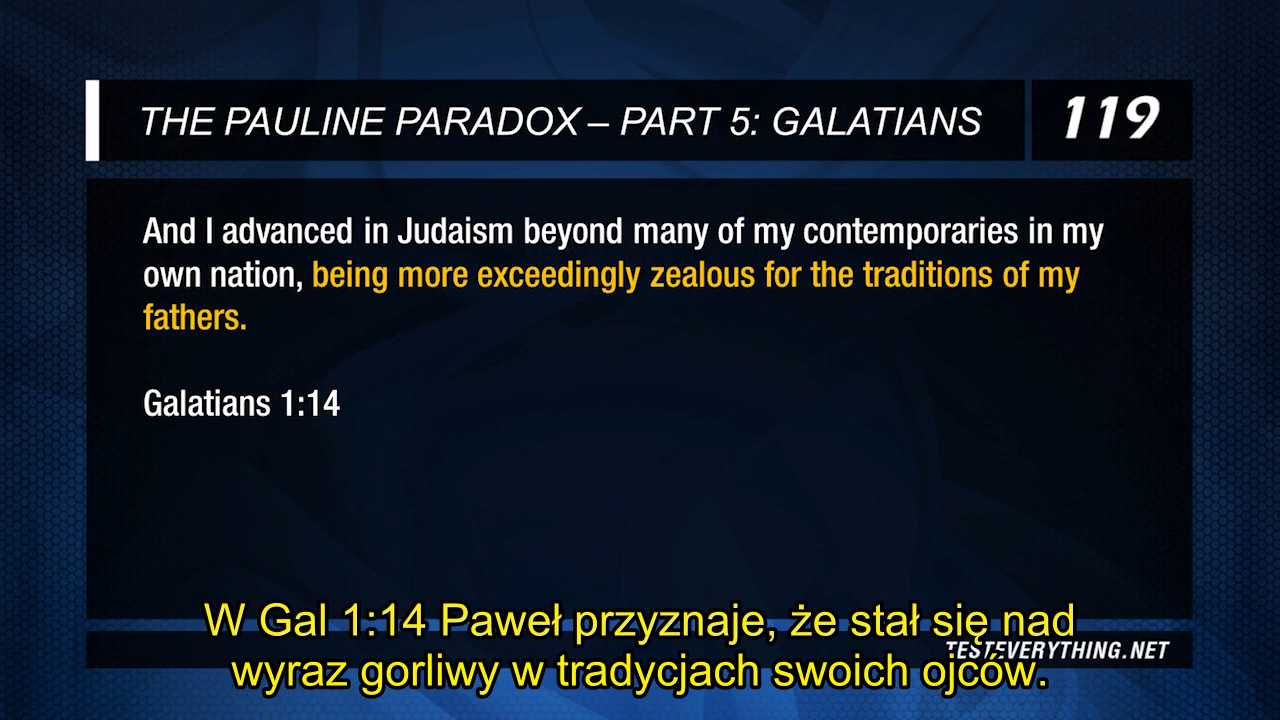 THE PAULINE PARADOX – PART 5: GALATIANS
119
And I advanced in Judaism beyond many of my contemporaries in my
own nation, being more exceedingly zealous for the traditions of my
fathers.
Galatians 1:14
W Gal 1:14 Paweł przyznaje, że stał się nad
TESTEVERYTHING.NET
wyraz gorliwy w tradycjach swoich ojców.